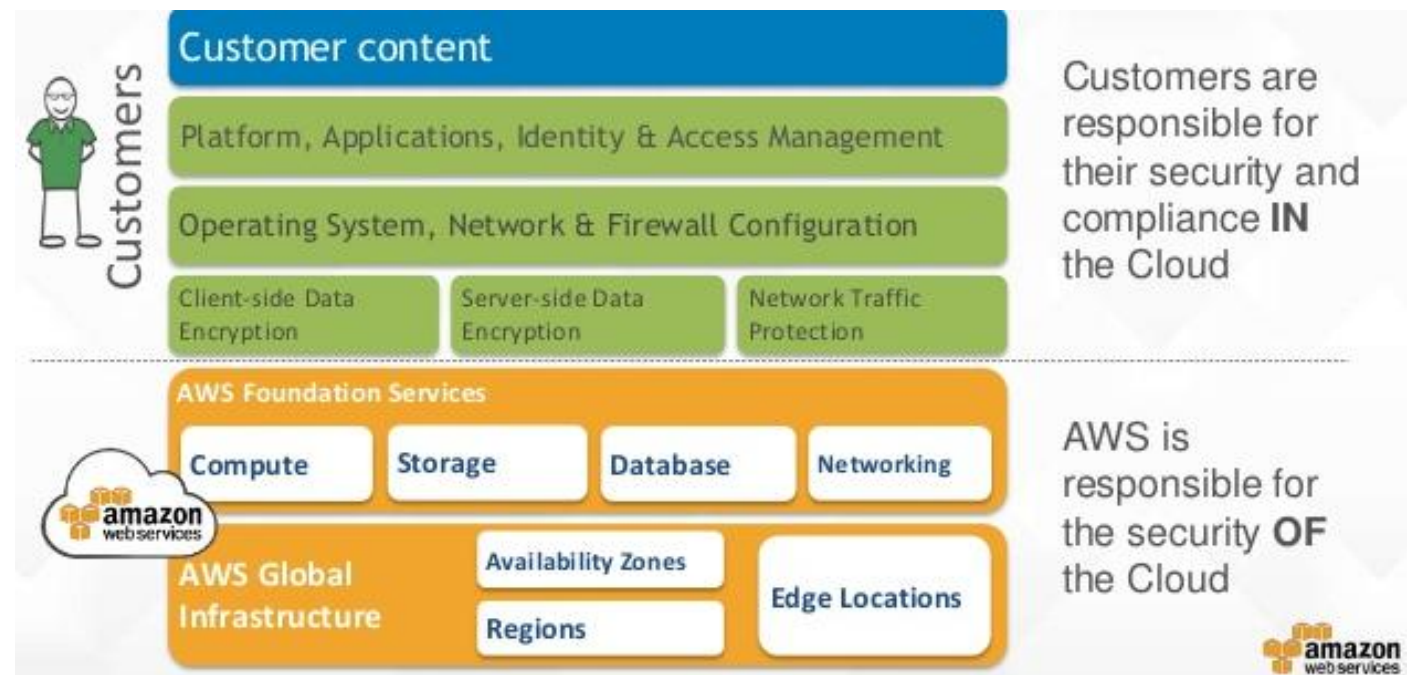 Customer content
Customers
Platform, Applications, Identity & Access Management
Operating System, Network & Firewall Configuration
Client-side Data
Encryption
Server-side Data
Encryption
Network Traffic
Protection
Customers are
responsible for
their security and
compliance IN
the Cloud
AWS Foundation Services
Compute
Storage
Database
Networking
amazon
web services
AWS Global
Infrastructure
Availability Zones
Regions
Edge Locations
AWS is
responsible for
the security OF
the Cloud
amazon
web services